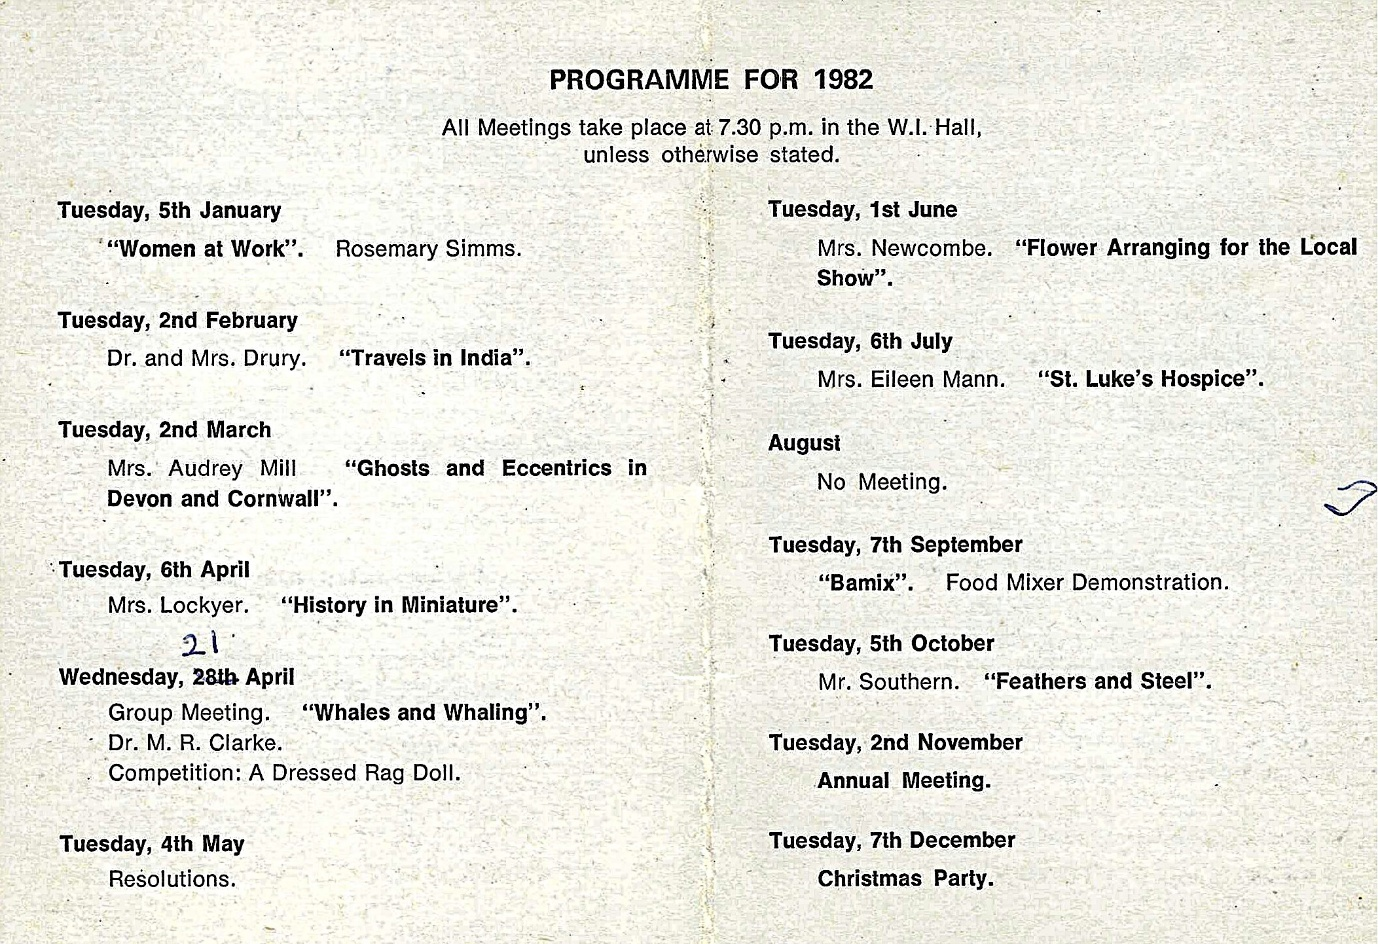 PROGRAMME FOR 1982
All Meetings take place at 7.30 p.m. in the W.I. Hall,
unless otherwise stated.
Tuesday, 5th January
“Women at Work”. Rosemary Simms.
Tuesday, 2nd February
Dr. and Mrs. Drury. “Travels in India”.
Tuesday, 2nd March
Mrs. Audrey Mill “Ghosts and Eccentrics in
Devon and Cornwall”.
Tuesday, 6th April
Mrs. Lockyer. “History in Miniature”.
21
Wednesday, 28th April
Group Meeting. “Whales and Whaling”.
Dr. M. R. Clarke.
Competition: A Dressed Rag Doll.
Tuesday, 4th May
Resolutions.
Tuesday, 1st June
Mrs. Newcombe. “Flower Arranging for the Local
Show”.
Tuesday, 6th July
Mrs. Eileen Mann. “St. Luke’s Hospice”.
August
No Meeting.
Tuesday, 7th September
“Bamix”. Food Mixer Demonstration.
Tuesday, 5th October
Mr. Southern. “Feathers and Steel”.
Tuesday, 2nd November
Annual Meeting.
Tuesday, 7th December
Christmas Party.